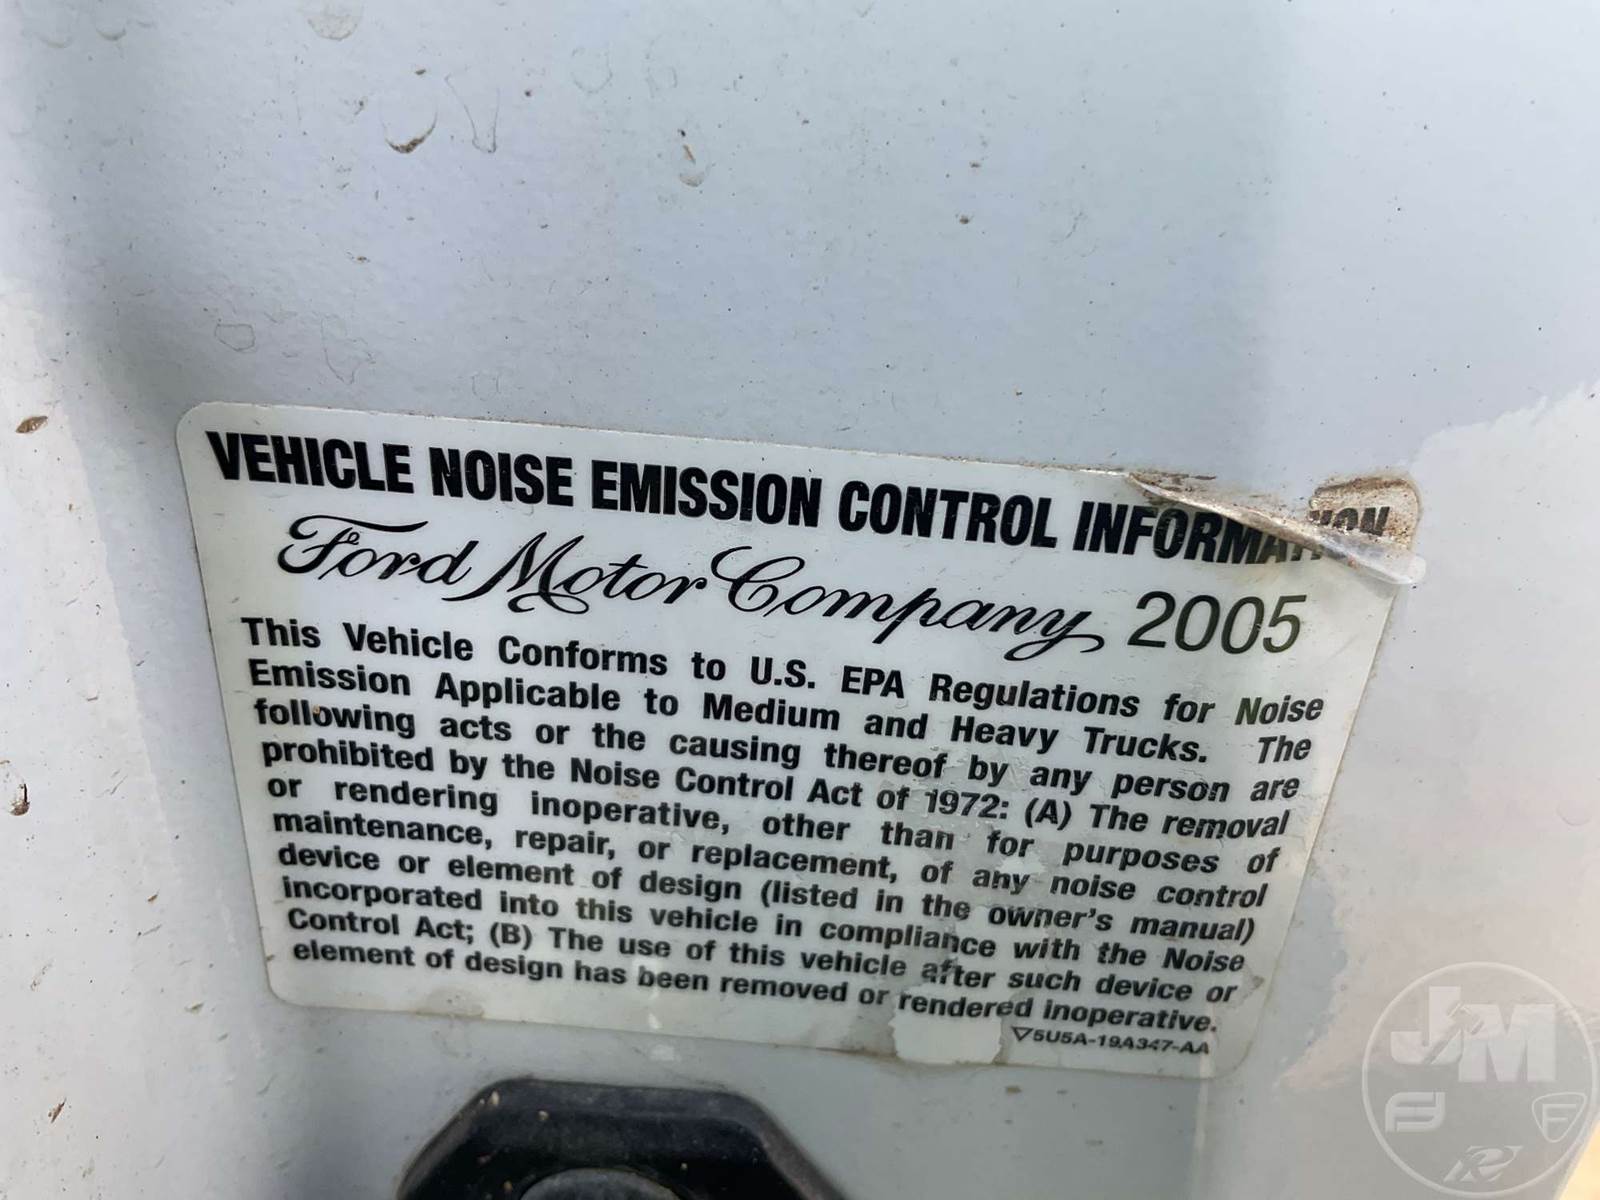 VEHICLE NOISE EMISSION CONTROL INFORMATION
Ford Motor Company 2005
This Vehicle Conforms to U.S. EPA Regulations for Noise
Emission Applicable to Medium and Heavy Trucks. The
following acts or the causing thereof by any person are
prohibited by the Noise Control Act of 1972: (A) The removal
or rendering inoperative, other than for purposes of
maintenance, repair, or replacement, of any noise control
device or element of design (listed in the owner's manual)
incorporated into this vehicle in compliance with the Noise
Control Act; (B) The use of this vehicle after such device or
element of design has been removed or rendered inoperative.
▽5U5A-19A347-AA
JM